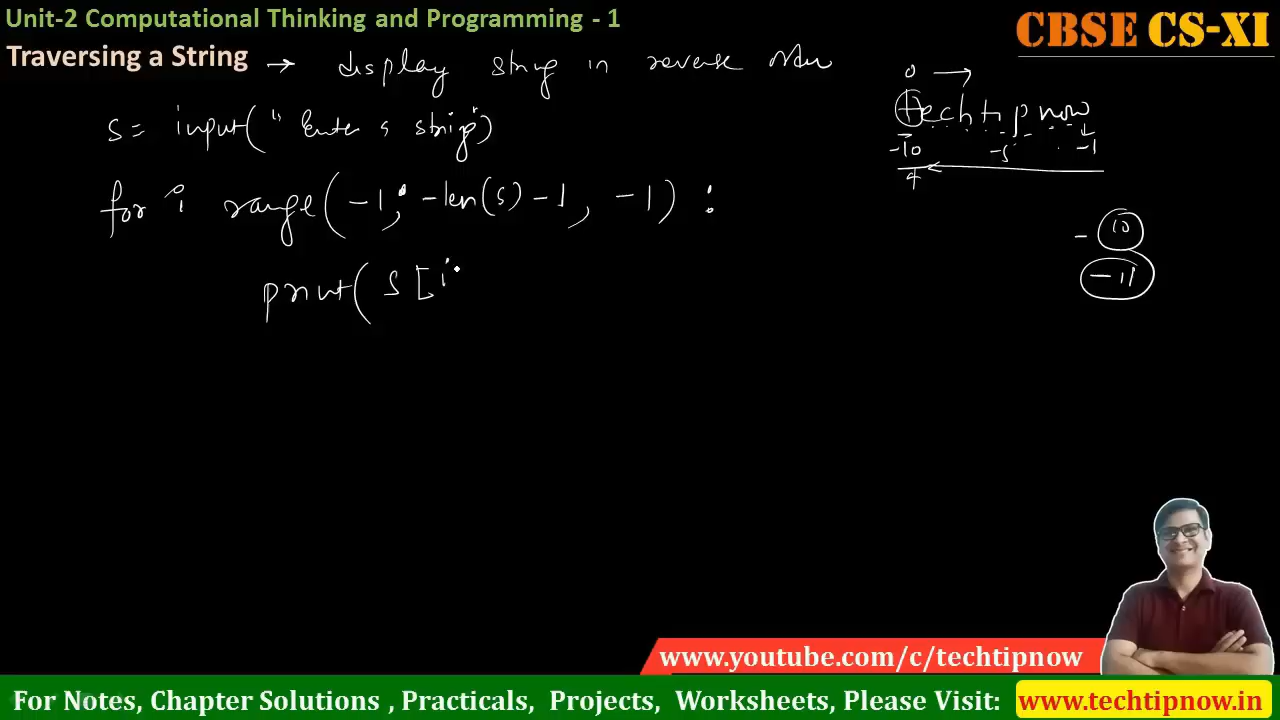 Unit-2 Computational Thinking and Programming - 1
CBSE CS-XI
Traversing a String → display string in reverse
s = input("Enter a string")
for i range(-1, -len(s) -1, -1) :
print(s[i
0 →
techtipnow
-10 -5 -1
- 10
-11
www.youtube.com/c/techtipnow
For Notes, Chapter Solutions , Practicals, Projects, Worksheets, Please Visit: www.techtipnow.in